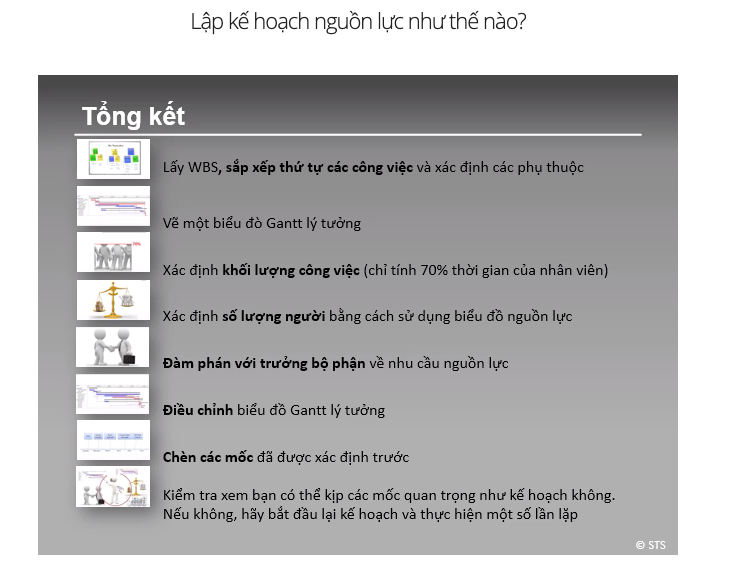 Lập kế hoạch nguồn lực như thế nào?
Tổng kết
Lấy WBS, sắp xếp thứ tự các công việc và xác định các phụ thuộc
Vẽ một biểu đò Gantt lý tưởng
70%
Xác định khối lượng công việc (chỉ tính 70% thời gian của nhân viên)
Xác định số lượng người bằng cách sử dụng biểu đồ nguồn lực
Đàm phán với trưởng bộ phận về nhu cầu nguồn lực
Điều chỉnh biểu đồ Gantt lý tưởng
Chèn các mốc đã được xác định trước
Kiểm tra xem bạn có thể kịp các mốc quan trọng như kế hoạch không.
Nếu không, hãy bắt đầu lại kế hoạch và thực hiện một số lần lặp
© STS